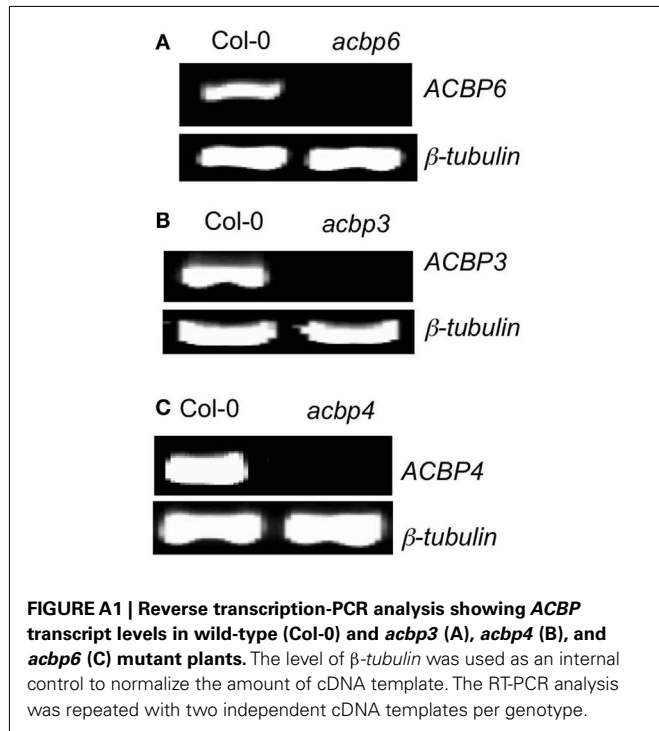 A Col-0 acbp6
ACBP6
β-tubulin
B Col-0 acbp3
ACBP3
β-tubulin
C Col-0 acbp4
ACBP4
β-tubulin
FIGURE A1 | Reverse transcription-PCR analysis showing ACBP
transcript levels in wild-type (Col-0) and acbp3 (A), acbp4 (B), and
acbp6 (C) mutant plants. The level of β-tubulin was used as an internal
control to normalize the amount of cDNA template. The RT-PCR analysis
was repeated with two independent cDNA templates per genotype.